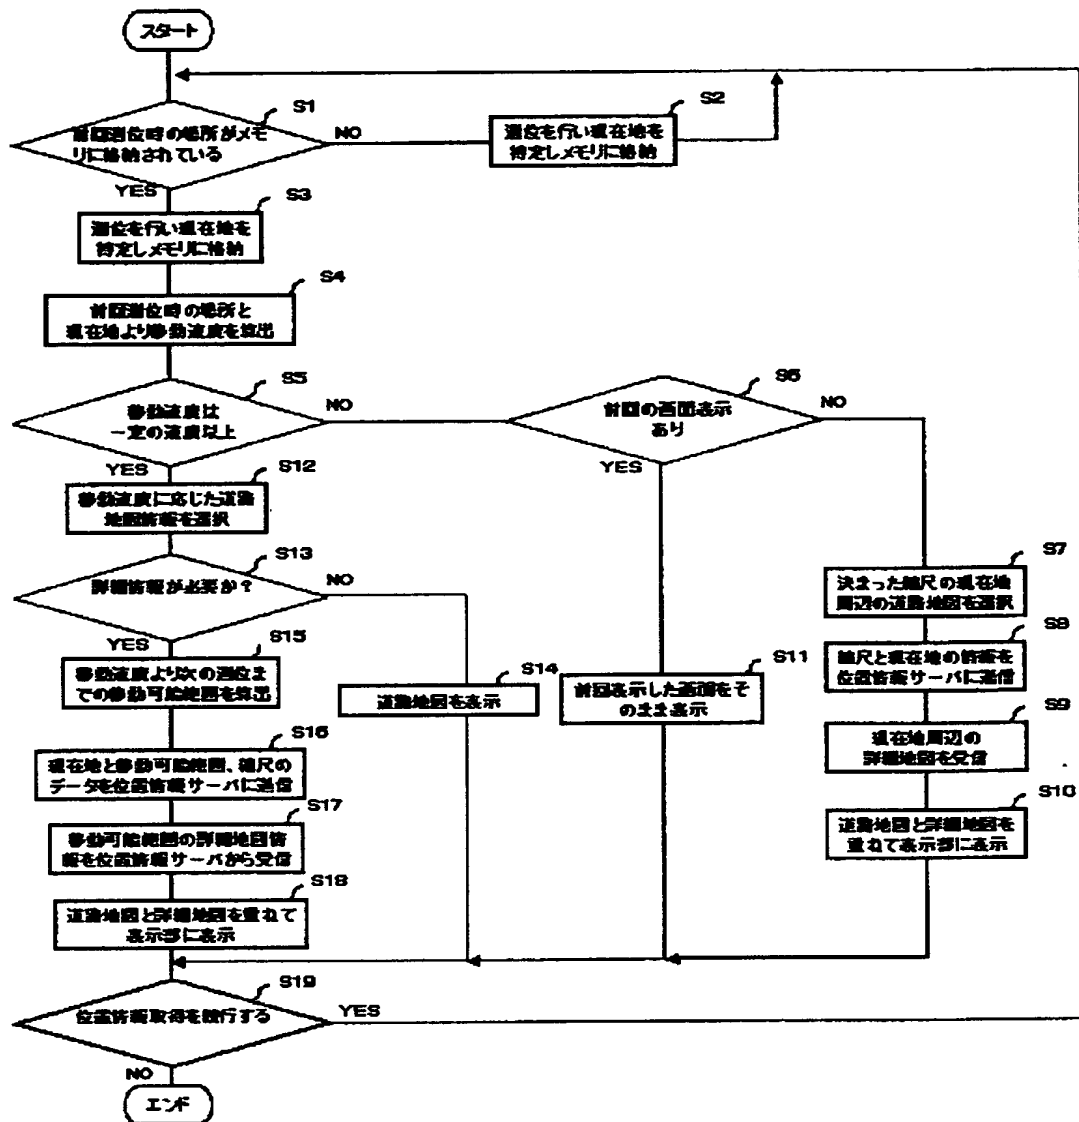 スタート
S1
前回測位時の場所がメモ
リに格納されている
NO
YES
S2
測位を行い現在地を
特定しメモリに格納
S3
測位を行い現在地を
特定しメモリに格納
S4
前回測位時の場所と
現在地より移動速度を算出
S5
移動速度は
一定の速度以上
NO
YES
S6
前回の画面表示
あり
NO
YES
S12
移動速度に応じた道路
地図情報を選択
S13
詳細情報が必要か?
NO
YES
S7
決まった縮尺の現在地
周辺の道路地図を選択
S8
縮尺と現在地の情報を
位置情報サーバに送信
S15
移動速度より次の測位ま
での移動可能範囲を算出
S14
道路地図を表示
S11
前回表示した画面をそ
のまま表示
S9
現在地周辺の
詳細地図を受信
S16
現在地と移動可能範囲、縮尺の
データを位置情報サーバに送信
S10
道路地図と詳細地図を
重ねて表示部に表示
S17
移動可能範囲の詳細地図情
報を位置情報サーバから受信
S18
道路地図と詳細地図を重ねて
表示部に表示
S19
位置情報取得を続行する
YES
NO
エンド